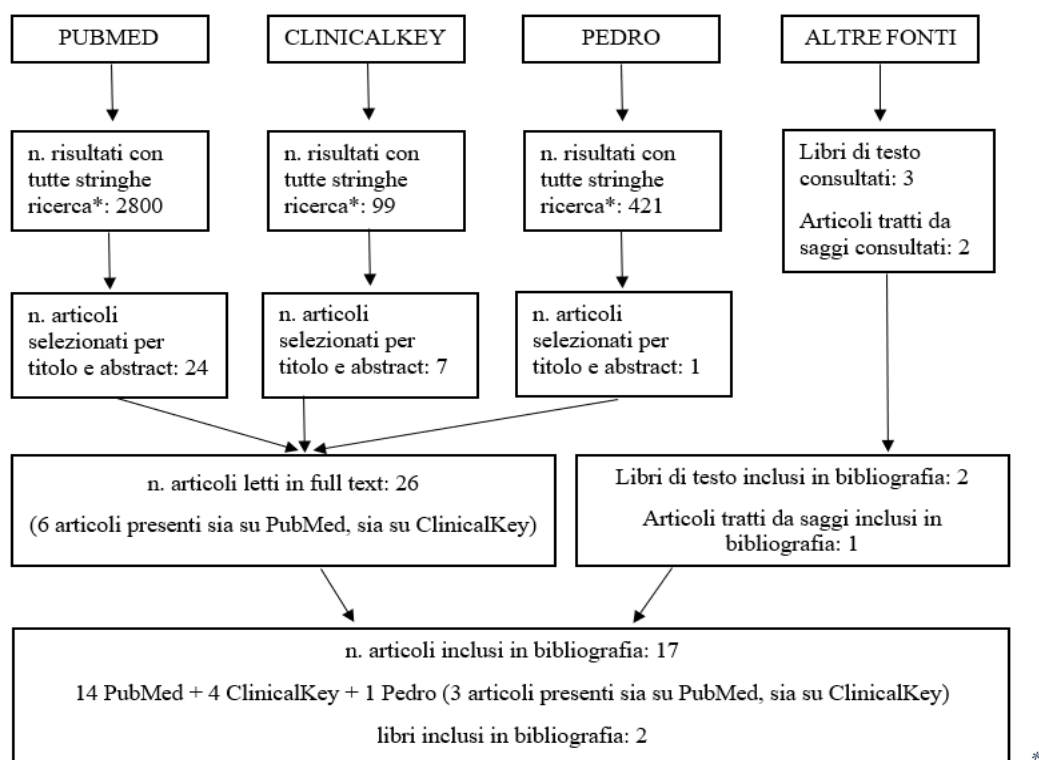 PUBMED
CLINICALKEY
PEDRO
ALTRE FONTI
n. risultati con
tutte stringhe
ricerca*: 2800
n. risultati con
tutte stringhe
ricerca*: 99
n. risultati con
tutte stringhe
ricerca*: 421
Libri di testo
consultati: 3
Articoli tratti da
saggi consultati: 2
n. articoli
selezionati per
titolo e abstract: 24
n. articoli
selezionati per
titolo e abstract: 7
n. articoli
selezionati per
titolo e abstract: 1
n. articoli letti in full text: 26
(6 articoli presenti sia su PubMed, sia su ClinicalKey)
Libri di testo inclusi in bibliografia: 2
Articoli tratti da saggi inclusi in
bibliografia: 1
n. articoli inclusi in bibliografia: 17
14 PubMed + 4 ClinicalKey + 1 Pedro (3 articoli presenti sia su PubMed, sia su ClinicalKey)
libri inclusi in bibliografia: 2
*